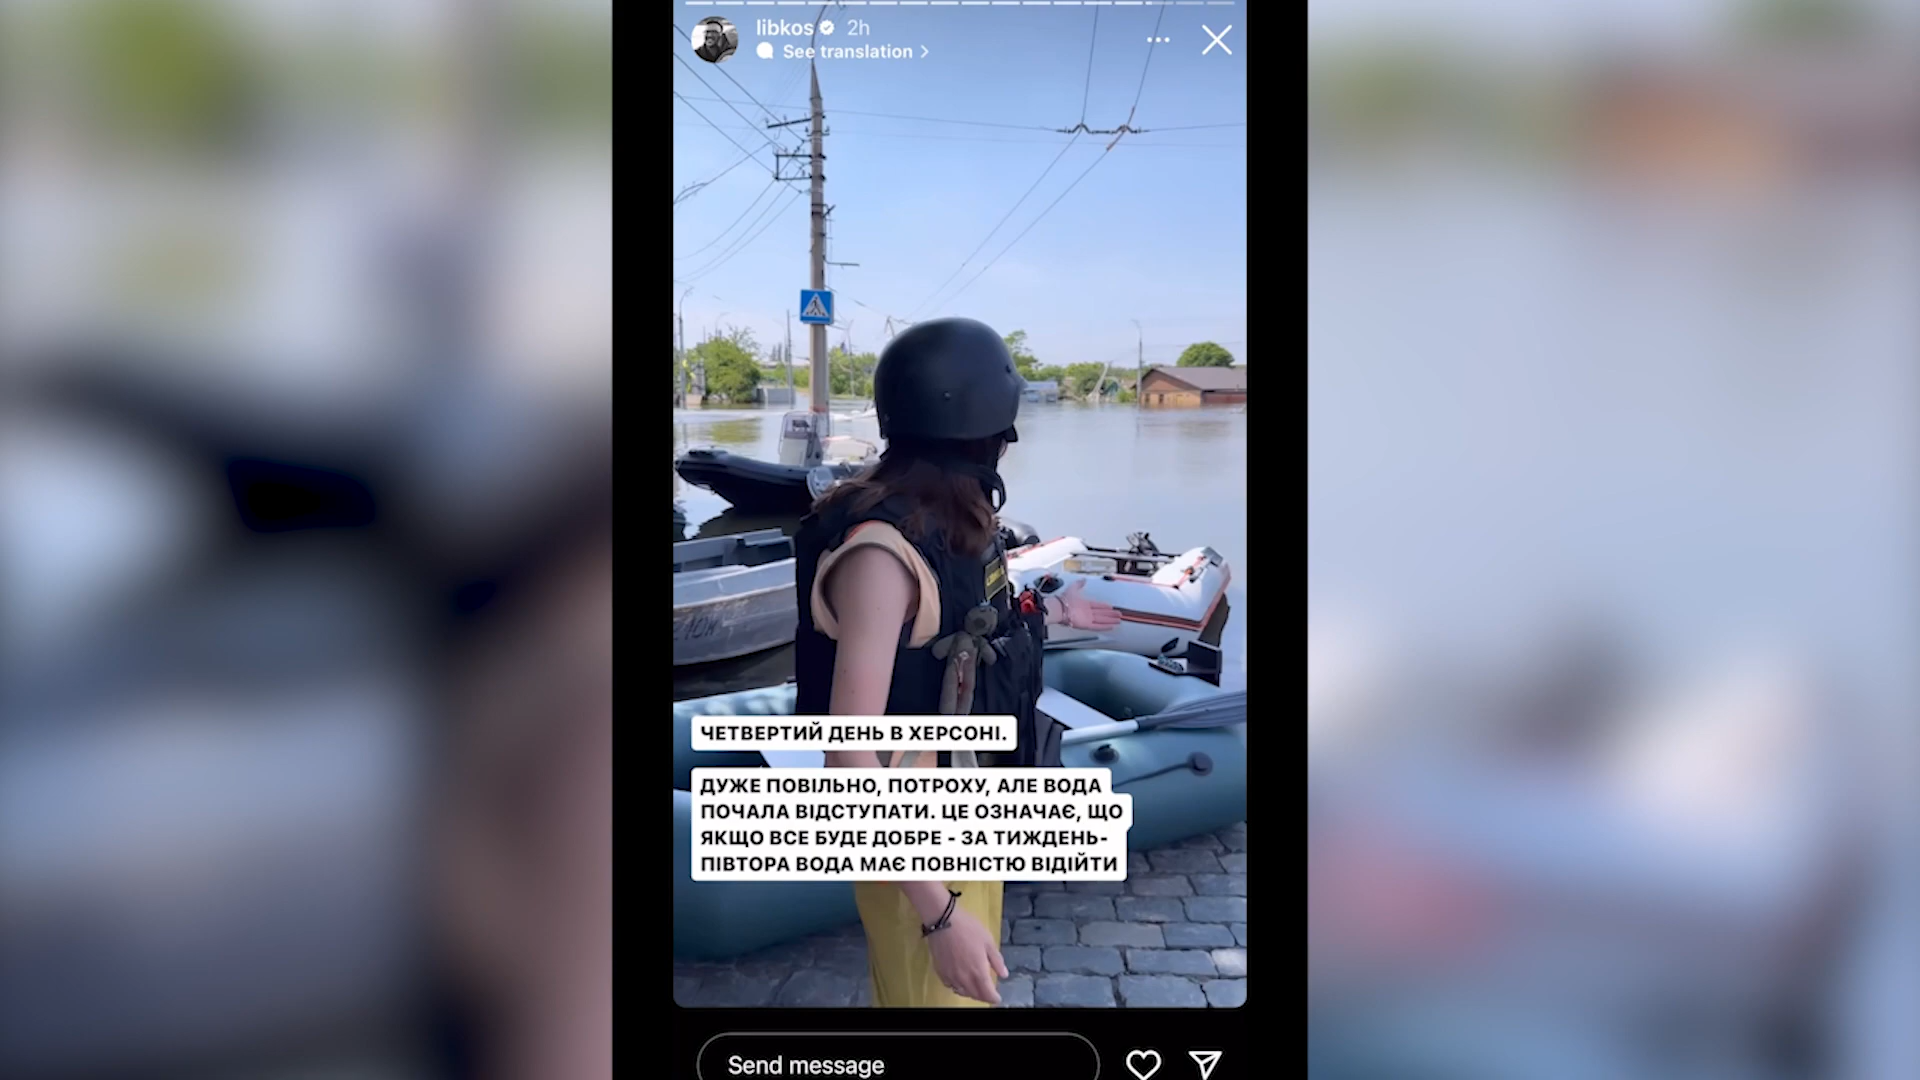 libkos 2h
See translation
ЧЕТВЕРТИЙ ДЕНЬ В ХЕРСОНІ.
ДУЖЕ ПОВІЛЬНО, ПОТРОХУ, АЛЕ ВОДА
ПОЧАЛА ВІДСТУПАТИ. ЦЕ ОЗНАЧАЄ, ЩО
ЯКЩО ВСЕ БУДЕ ДОБРЕ - ЗА ТИЖДЕНЬ-
ПІВТОРА ВОДА МАЄ ПОВНІСТЮ ВІДІЙТИ
Send message